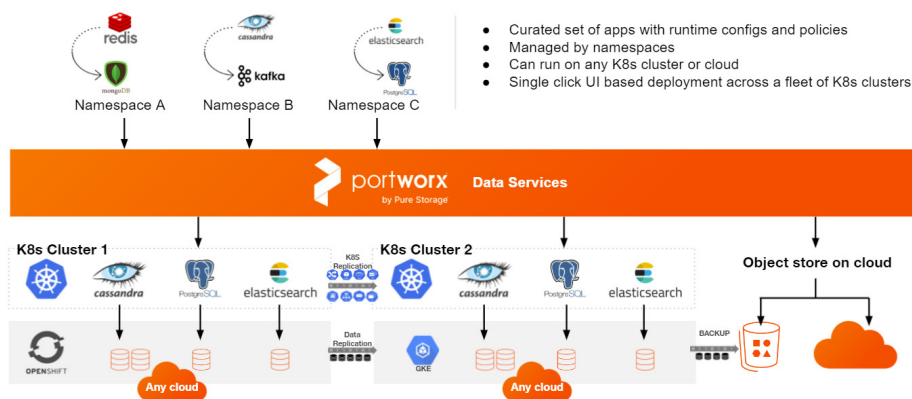 redis
cassandra
elasticsearch
mongoDB
kafka
PostgreSQL
Namespace A
Namespace B
Namespace C
Curated set of apps with runtime configs and policies
Managed by namespaces
Can run on any K8s cluster or cloud
Single click UI based deployment across a fleet of K8s clusters
portworx
by Pure Storage
Data Services
K8s Cluster 1
cassandra
PostgreSQL
elasticsearch
K8S
Replication
K8s Cluster 2
cassandra
PostgreSQL
elasticsearch
Object store on cloud
OPENSHIFT
Any cloud
Data
Replication
GKE
Any cloud
BACKUP